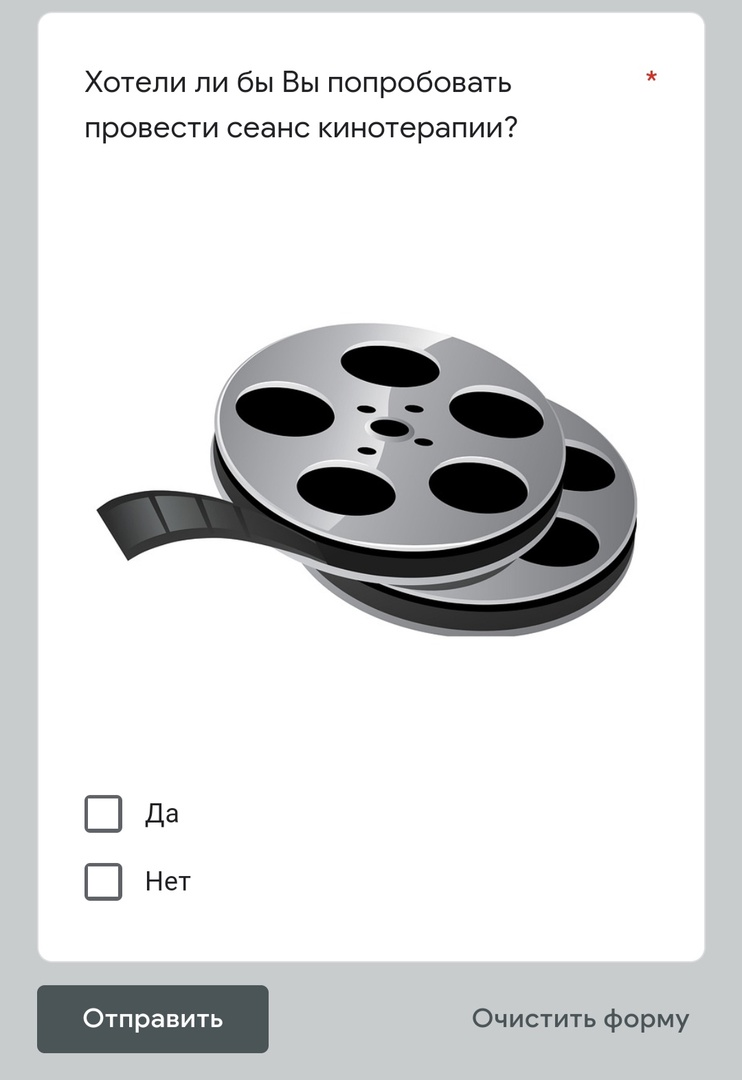 Хотели ли бы Вы попробовать *
провести сеанс кинотерапии?
Да
Нет
Отправить
Очистить форму